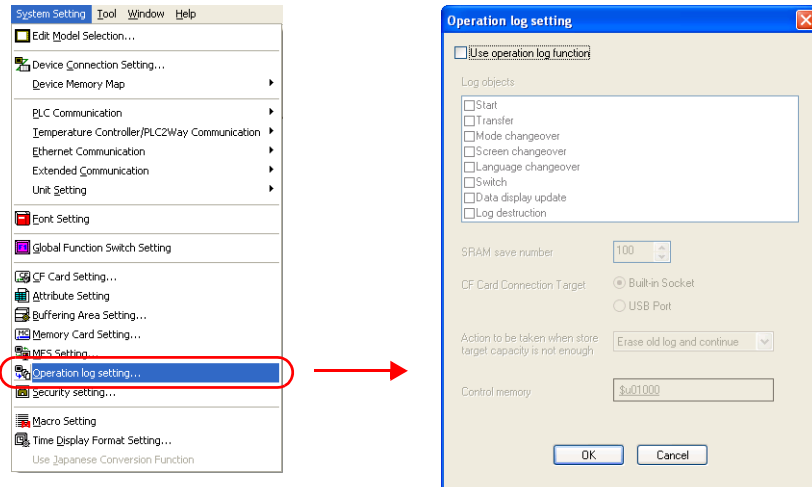 System Setting Tool Window Help
Edit Model Selection...
Device Connection Setting...
Device Memory Map
PLC Communication
Temperature Controller/PLC2Way Communication
Ethernet Communication
Extended Communication
Unit Setting
Font Setting
Global Function Switch Setting
CF Card Setting...
Attribute Setting
Buffering Area Setting...
Memory Card Setting...
MES Setting...
Operation log setting...
Security setting...
Macro Setting
Time Display Format Setting...
Use Japanese Conversion Function
Operation log setting
Use operation log function
Log objects
Start
Transfer
Mode changeover
Screen changeover
Language changeover
Switch
Data display update
Log destruction
SRAM save number 100
CF Card Connection Target Built-in Socket
USB Port
Action to be taken when store
target capacity is not enough Erase old log and continue
Control memory $u01000
OK Cancel